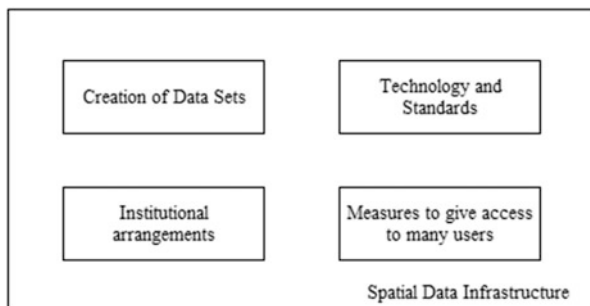 Creation of Data Sets
Technology and
Standards
Institutional
arrangements
Measures to give access
to many users
Spatial Data Infrastructure